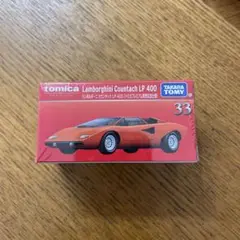 tomica
Lamborghini Countach LP 400
TAKARA
TOMY
33